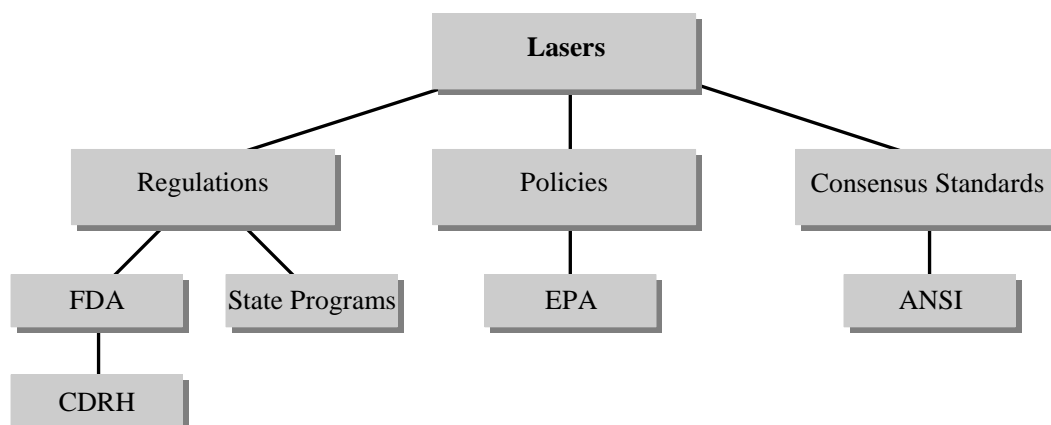 Lasers
Regulations
Policies
Consensus Standards
FDA
State Programs
EPA
ANSI
CDRH